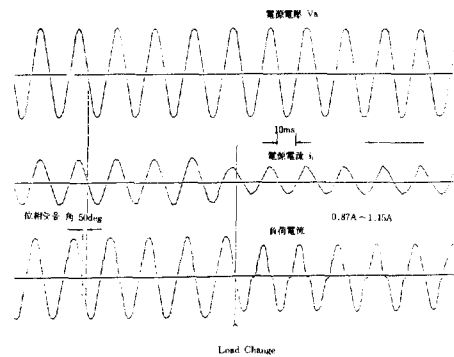 電源電壓 Va
10ms
電源電流 i
位相 角 50deg
0.87A ~ 1.15A
負荷電流
Load Change